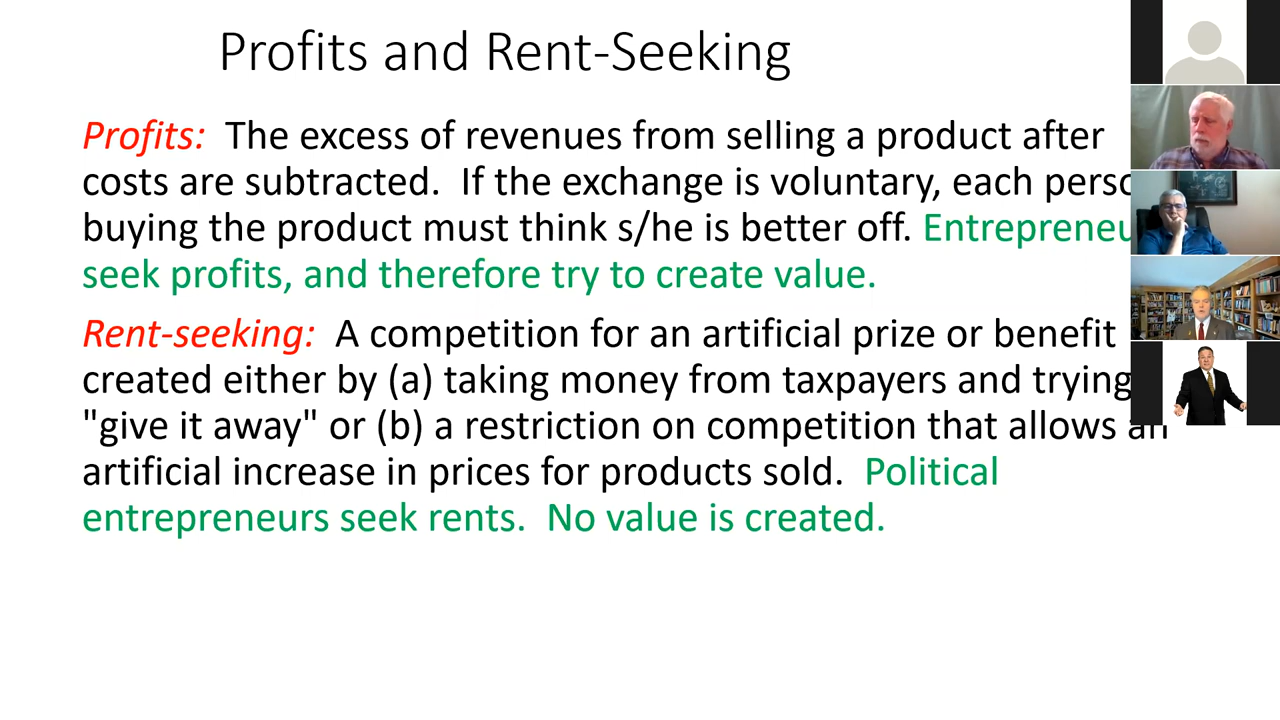 Profits and Rent-Seeking
Profits: The excess of revenues from selling a product after
costs are subtracted. If the exchange is voluntary, each perso
buying the product must think s/he is better off. Entrepreneu
seek profits, and therefore try to create value.
Rent-seeking: A competition for an artificial prize or benefit
created either by (a) taking money from taxpayers and trying
"give it away" or (b) a restriction on competition that allows an
artificial increase in prices for products sold. Political
entrepreneurs seek rents. No value is created.